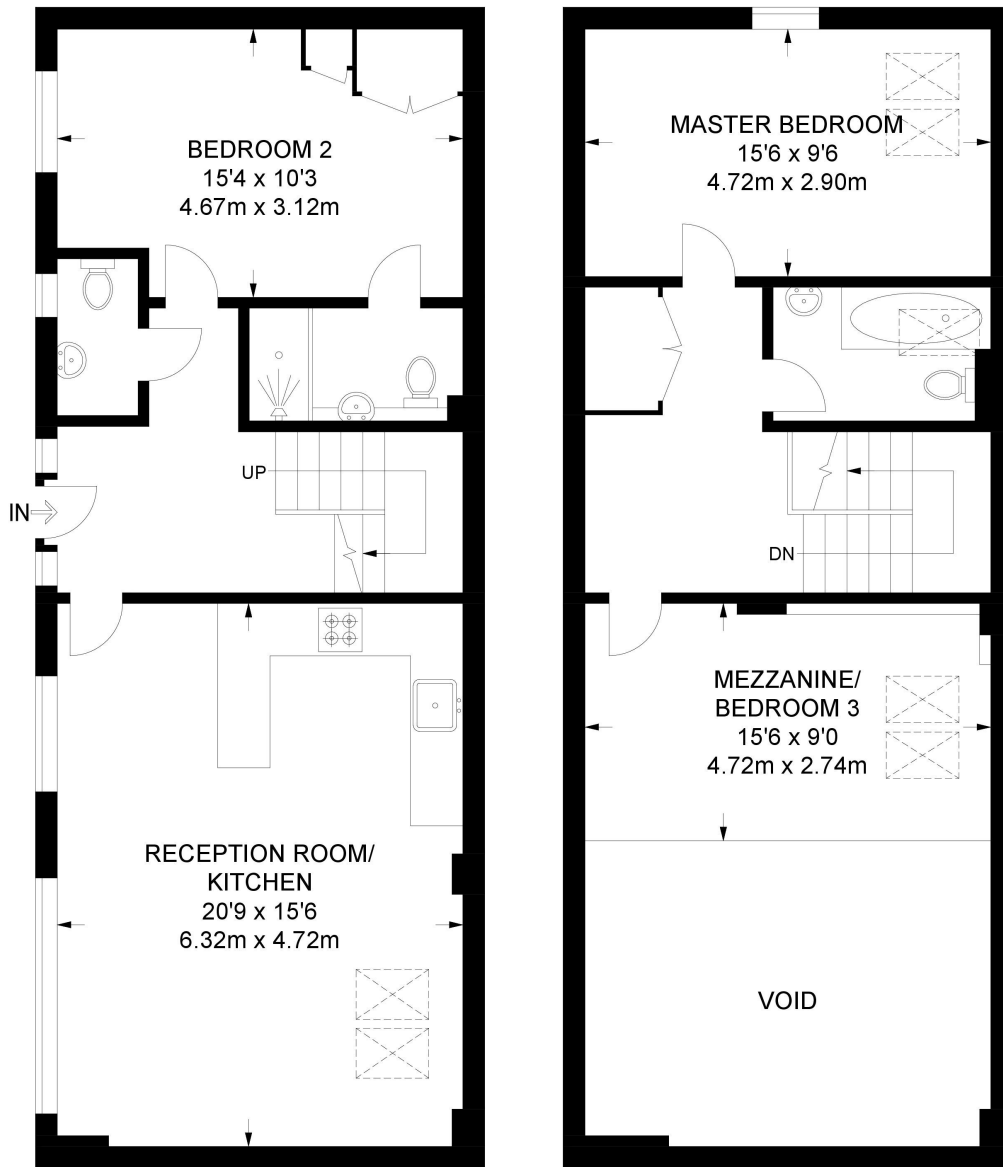 BEDROOM 2
15'4 x 10'3
4.67m x 3.12m
UP
IN
RECEPTION ROOM/
KITCHEN
20'9 x 15'6
6.32m x 4.72m
MASTER BEDROOM
15'6 x 9'6
4.72m x 2.90m
DN
MEZZANINE/
BEDROOM 3
15'6 x 9'0
4.72m x 2.74m
VOID